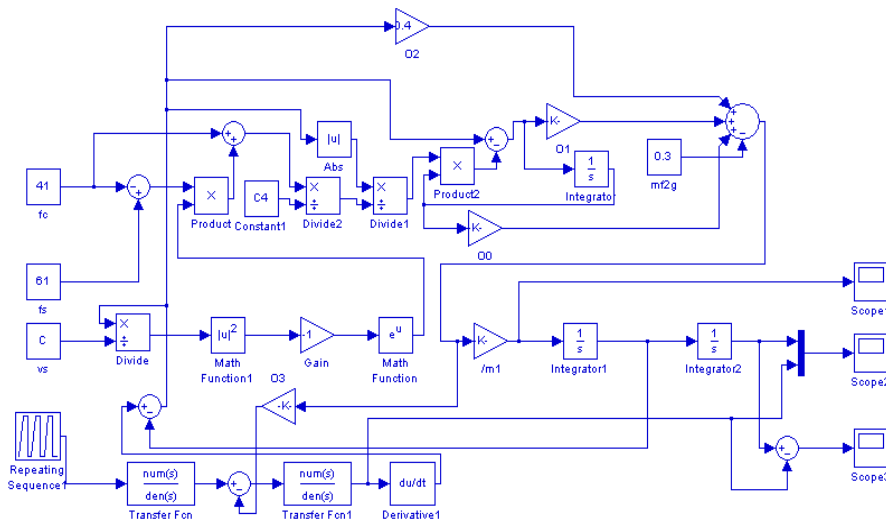 0.4
O2
41
fc
-
+
+
+
|u|
Abs
+
-
K-
O1
1
s
Integrator
+
+
+
-
0.3
mf2g
×
Product
C4
Constant1
×
÷
Divide2
×
÷
Divide1
×
Product2
-K-
O0
61
fs
C
vs
×
÷
Divide
|u|2
Math
Function1
-1
Gain
eu
Math
Function
K-
/m1
1
s
Integrator1
1
s
Integrator2
Scope1
Scope2
+
-
O3
-K-
Repeating
Sequence1
num(s)
den(s)
Transfer Fcn
+
-
num(s)
den(s)
Transfer Fcn1
du/dt
Derivative1
+
-
Scope3